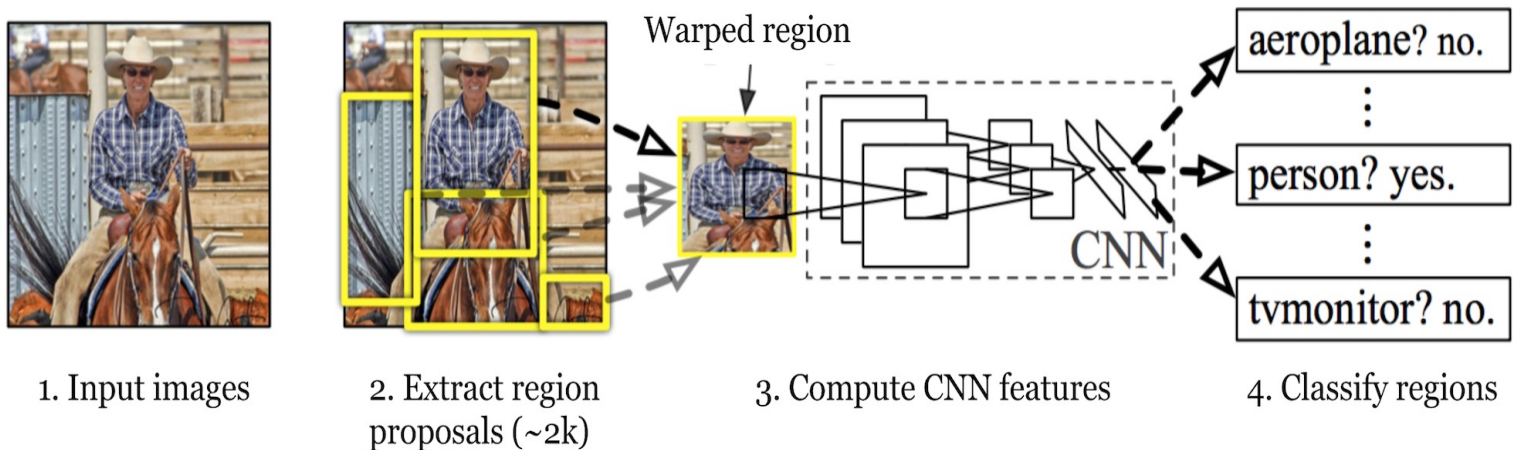 Warped region
aeroplane? no.
person? yes.
CNN
tvmonitor? no.
1. Input images
2. Extract region
proposals (~2k)
3. Compute CNN features
4. Classify regions